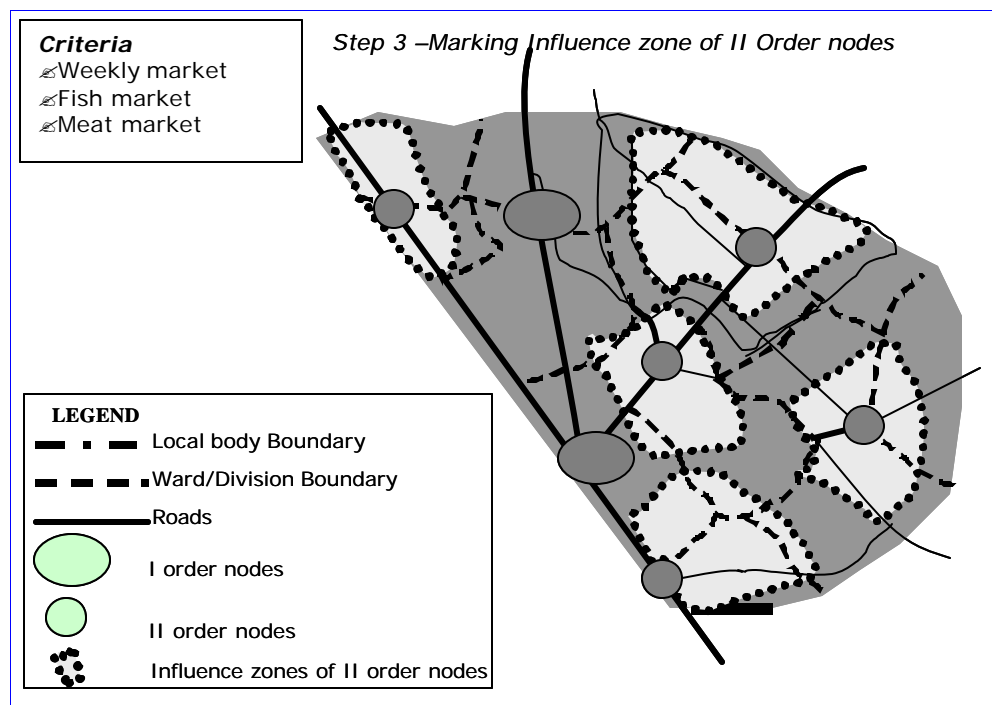 Criteria
Weekly market
Fish market
Meat market
Step 3 –Marking Influence zone of II Order nodes
LEGEND
Local body Boundary
Ward/Division Boundary
Roads
I order nodes
II order nodes
Influence zones of II order nodes